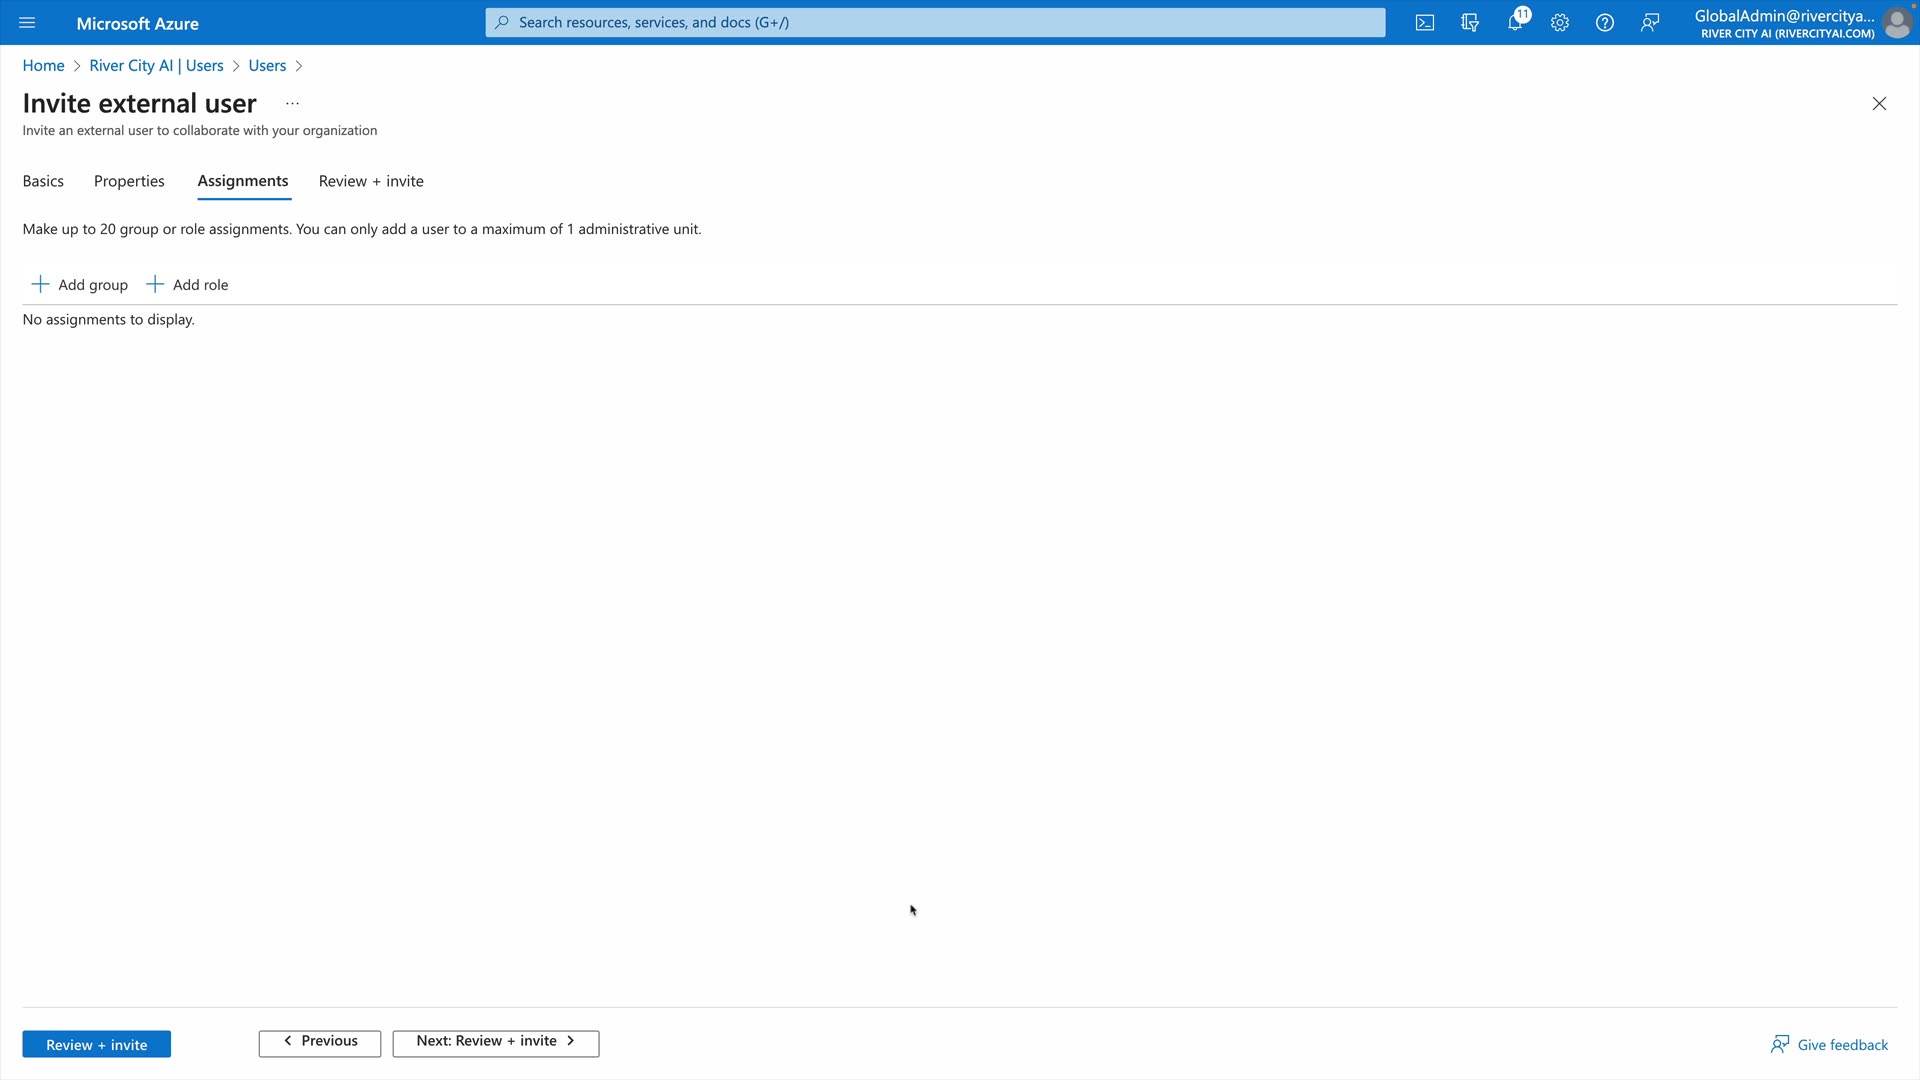 Microsoft Azure
Search resources, services, and docs (G+/)
11
GlobalAdmin@rivercitya...
RIVER CITY AI (RIVERCITYAI.COM)
Home > River City AI | Users > Users >
Invite external user ...
Invite an external user to collaborate with your organization
Basics Properties Assignments Review + invite
Make up to 20 group or role assignments. You can only add a user to a maximum of 1 administrative unit.
+ Add group + Add role
No assignments to display.
Review + invite < Previous Next: Review + invite > Give feedback